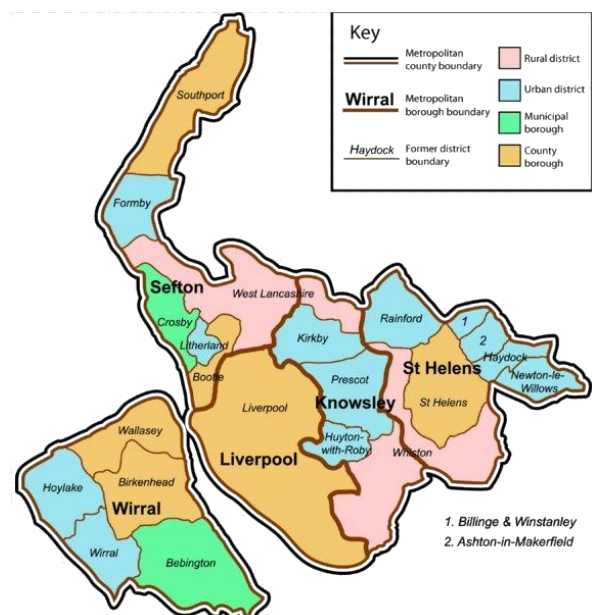 Key
Metropolitan
county boundary
Wirral
Metropolitan
borough boundary
Haydock
Former district
boundary
Rural district
Urban district
Municipal
borough
County
borough
Southport
Formby
Sefton
West Lancashire
Crosby
Litherland
Bootle
Kirkby
Rainford
1
2
Haydock
Newton-le-
Willows
St Helens
St Helens
Prescot
Knowsley
Liverpool
Huyton-
with-Roby
Whiston
Liverpool
Wallasey
Birkenhead
Hoylake
Wirral
Wirral
Bebington
1. Billinge & Winstanley
2. Ashton-in-Makerfield